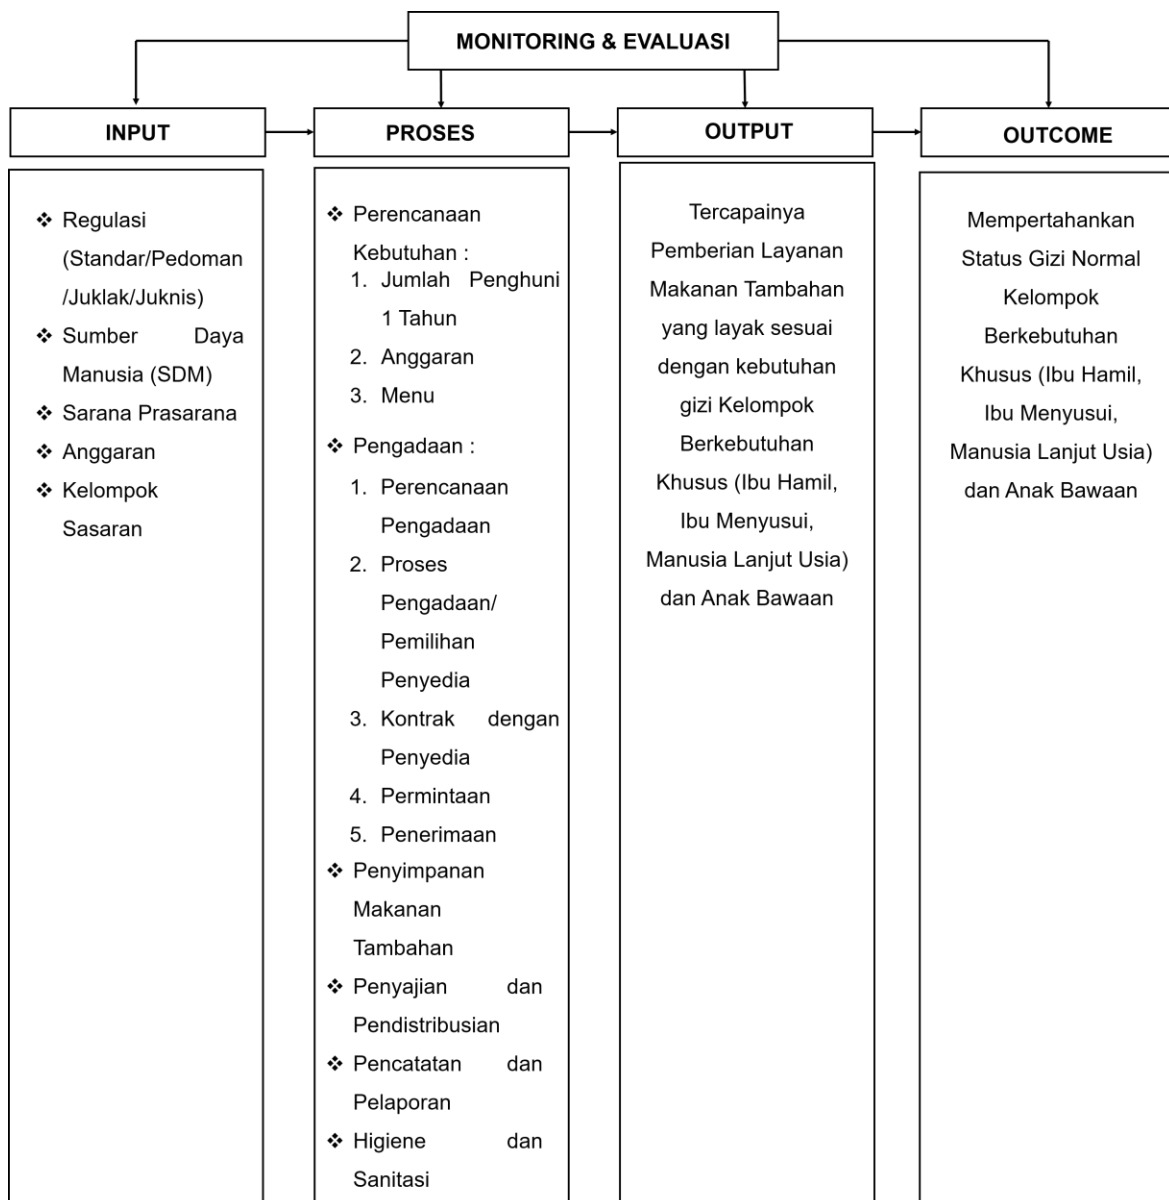 MONITORING & EVALUASI
INPUT
❖ Regulasi
(Standar/Pedoman
/Juklak/Juknis)
❖ Sumber Daya
Manusia (SDM)
❖ Sarana Prasarana
❖ Anggaran
❖ Kelompok
Sasaran
PROSES
❖ Perencanaan
Kebutuhan :
1. Jumlah Penghuni
1 Tahun
2. Anggaran
3. Menu
❖ Pengadaan :
1. Perencanaan
Pengadaan
2. Proses
Pengadaan/
Pemilihan
Penyedia
3. Kontrak dengan
Penyedia
4. Permintaan
5. Penerimaan
❖ Penyimpanan
Makanan
Tambahan
❖ Penyajian dan
Pendistribusian
❖ Pencatatan dan
Pelaporan
❖ Higiene dan
Sanitasi
OUTPUT
Tercapainya
Pemberian Layanan
Makanan Tambahan
yang layak sesuai
dengan kebutuhan
gizi Kelompok
Berkebutuhan
Khusus (Ibu Hamil,
Ibu Menyusui,
Manusia Lanjut Usia)
dan Anak Bawaan
OUTCOME
Mempertahankan
Status Gizi Normal
Kelompok
Berkebutuhan
Khusus (Ibu Hamil,
Ibu Menyusui,
Manusia Lanjut Usia)
dan Anak Bawaan